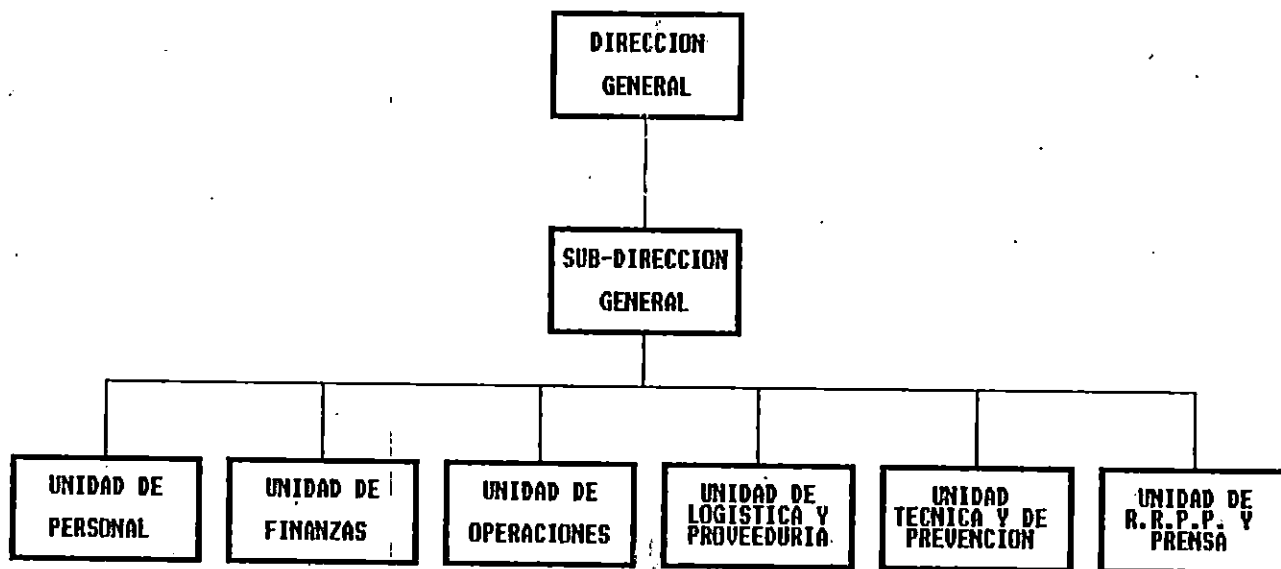 DIRECCION
GENERAL
SUB-DIRECCION
GENERAL
UNIDAD DE
PERSONAL
UNIDAD DE
FINANZAS
UNIDAD DE
OPERACIONES
UNIDAD DE
LOGISTICA Y
PROVEEDURIA
UNIDAD
TECNICA Y DE
PREVENCION
UNIDAD DE
R.R.P.P. Y
PRENSA